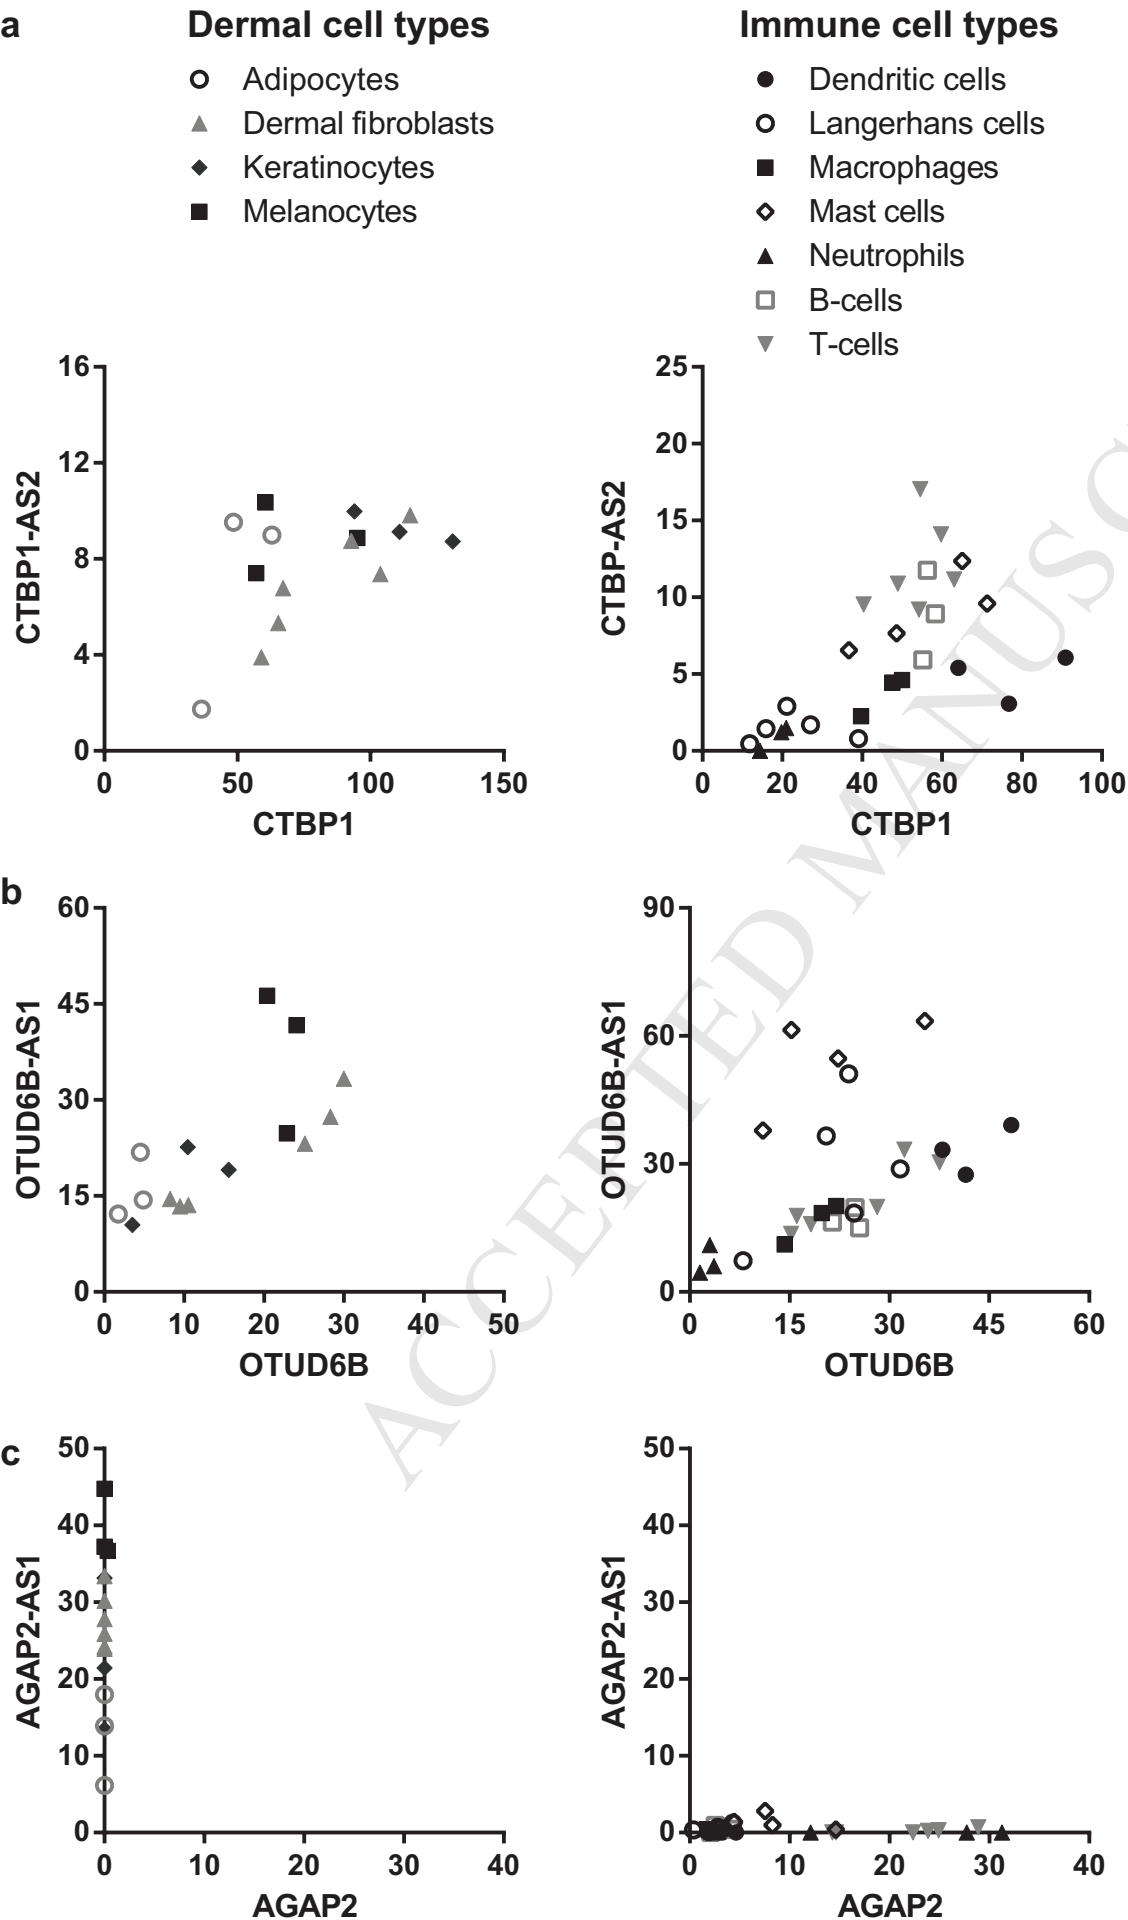 a
Dermal cell types
Adipocytes
Dermal fibroblasts
Keratinocytes
Melanocytes
Immune cell types
Dendritic cells
Langerhans cells
Macrophages
Mast cells
Neutrophils
B-cells
T-cells
16
12
8
4
0
CTBP1-AS2
0 50 100 150
CTBP1
25
20
15
10
5
0
CTBP-AS2
0 20 40 60 80 100
CTBP1
b
60
45
30
15
0
OTUD6B-AS1
0 10 20 30 40 50
OTUD6B
90
60
30
0
OTUD6B-AS1
0 15 30 45 60
OTUD6B
c
50
40
30
20
10
0
AGAP2-AS1
0 10 20 30 40
AGAP2
50
40
30
20
10
0
AGAP2-AS1
0 10 20 30 40
AGAP2
ACCEPTED MANUSC